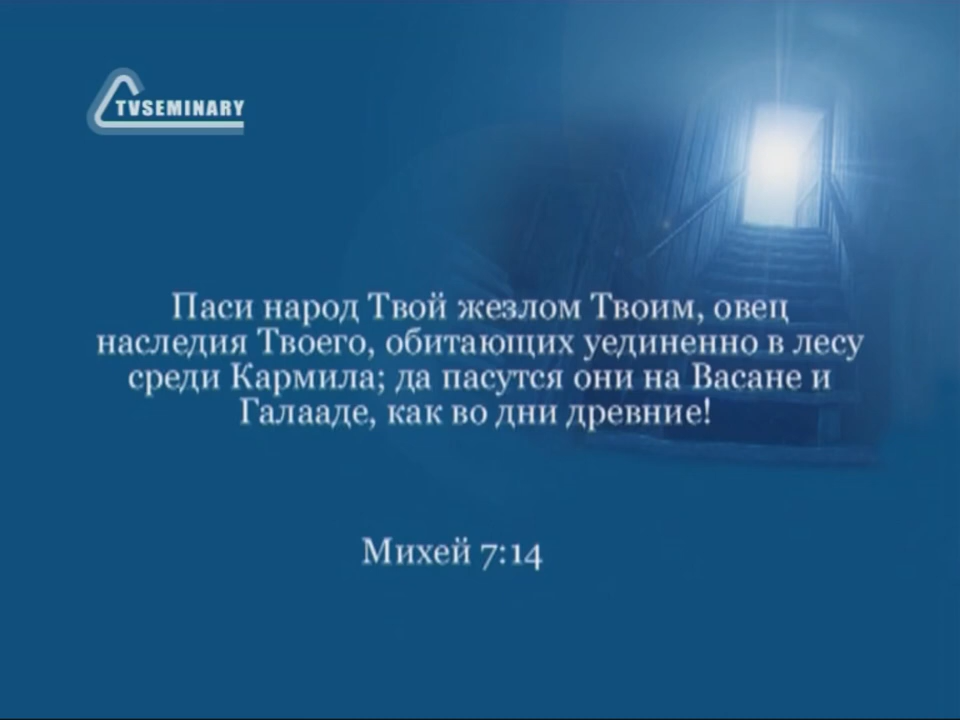 TVSEMINARY
Паси народ Твой жезлом Твоим, овец
наследия Твоего, обитающих уединенно в лесу
среди Кармила; да пасутся они на Васане и
Галааде, как во дни древние!
Михей 7:14